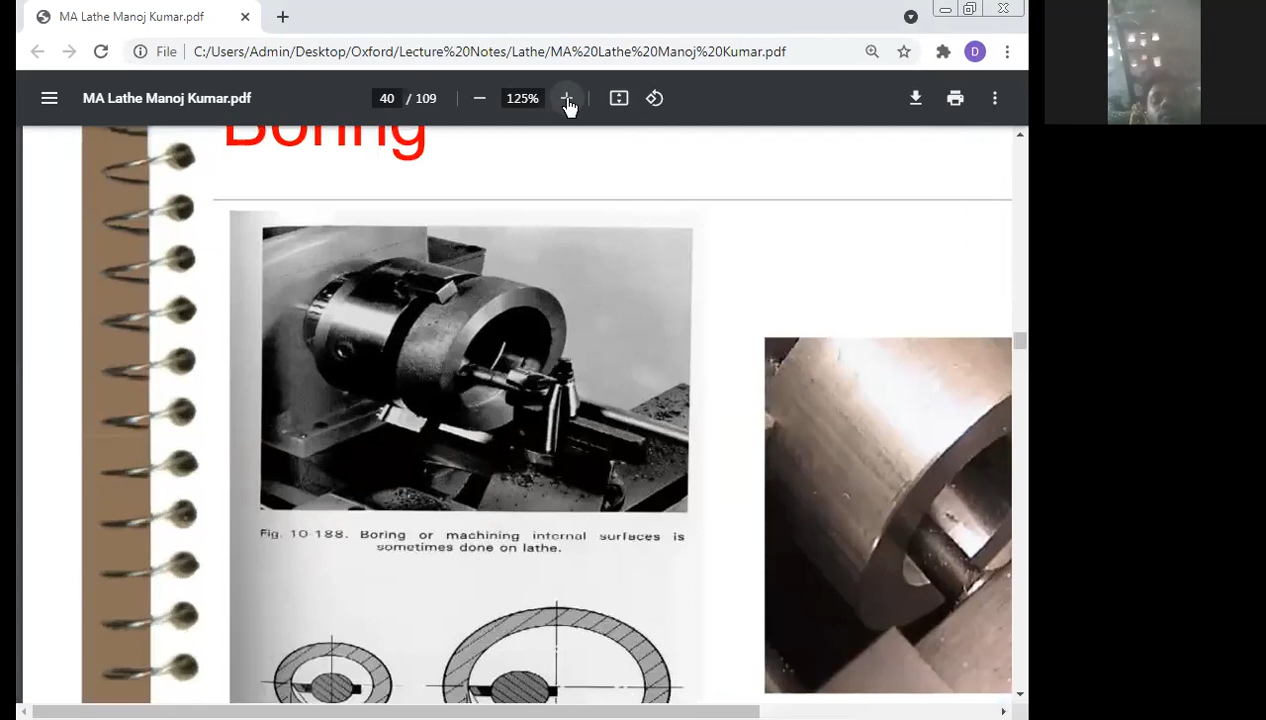 MA Lathe Manoj Kumar.pdf
File
C:/Users/Admin/Desktop/Oxford/Lecture%20Notes/Lathe/MA%20Lathe%20Manoj%20Kumar.pdf
D
MA Lathe Manoj Kumar.pdf
40 / 109
125%
Boring
Fig. 10-188. Boring or machining internal surfaces is
sometimes done on lathe.